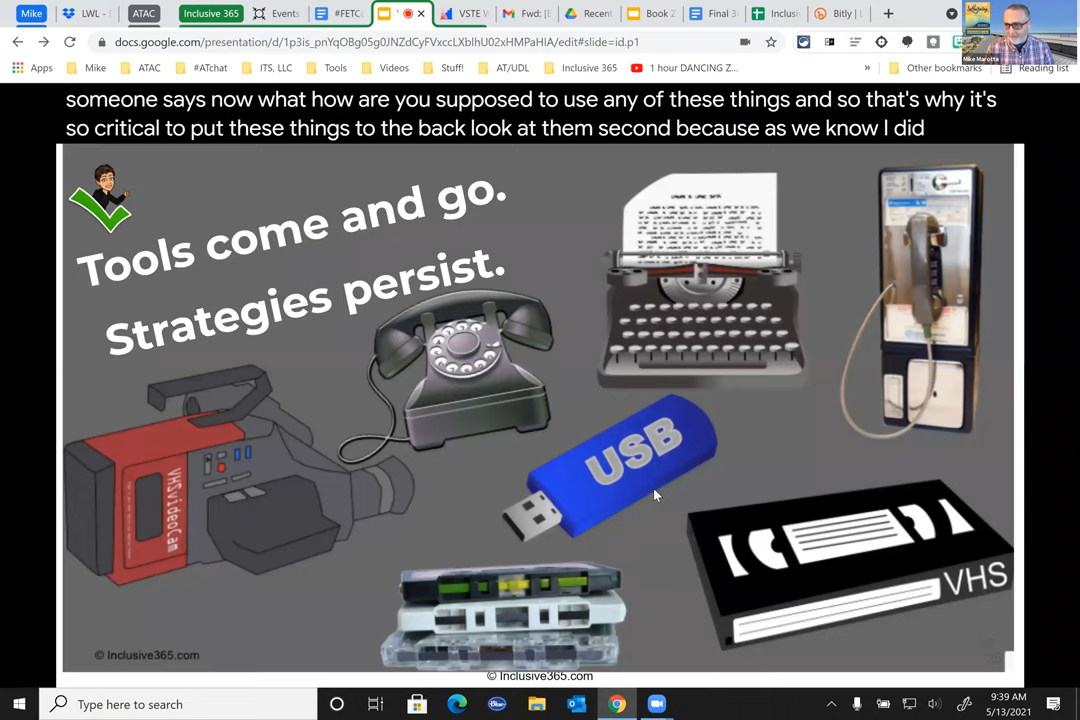 Mike
LWL -
ATAC
Inclusive 365
Events
#FETC
VSTE W
Fwd: [E
Recent
Book 2
Final 3
Inclusi
Bitly | L
docs.google.com/presentation/d/1p3is_pnYqOBg05g0JNZdCyFVxccLXblhU02xHMPaHIA/edit#slide=id.p1
Mike Marotta
Apps
Mike
ATAC
#ATchat
ITS, LLC
Tools
Videos
Stuff!
AT/UDL
Inclusive 365
1 hour DANCING Z...
»
Other bookmarks
Reading list
someone says now what how are you supposed to use any of these things and so that's why it's
so critical to put these things to the back look at them second because as we know I did
Tools come and go.
Strategies persist.
USB
VHSvideoCam
VHS
© Inclusive365.com
© Inclusive365.com
Type here to search
Blue
9:39 AM
5/13/2021